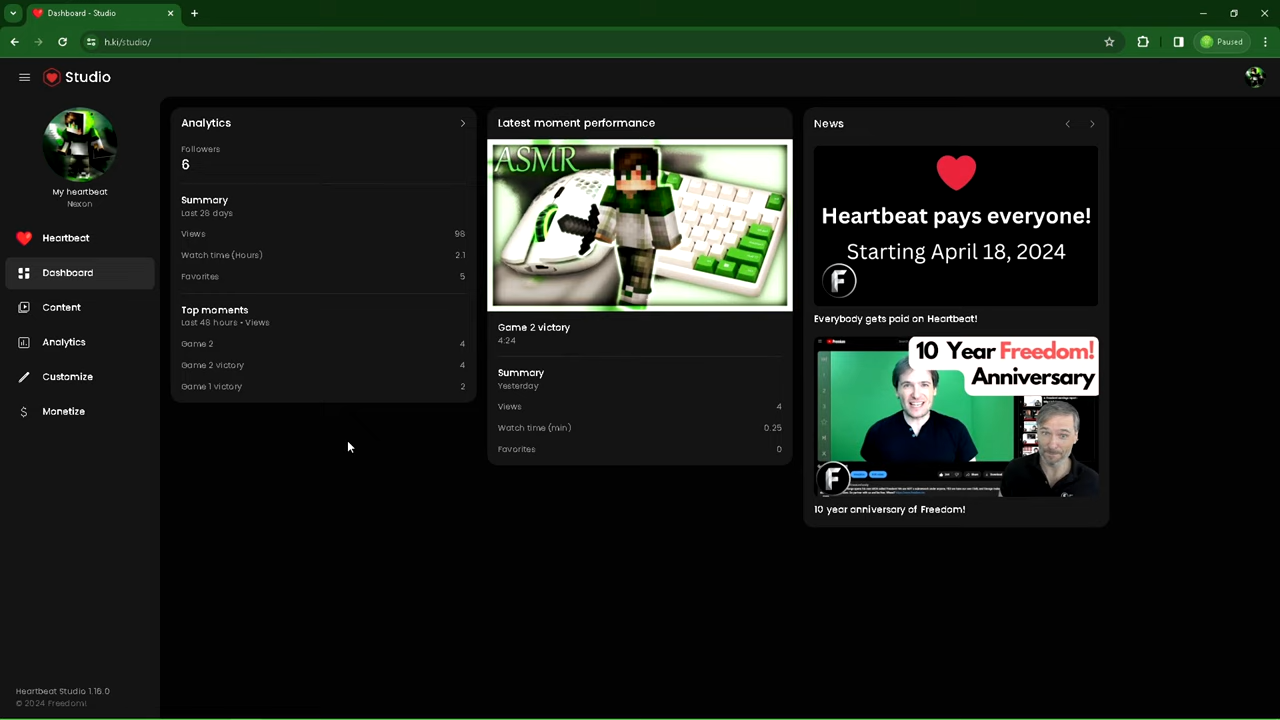 Dashboard - Studio
h.ki/studio/
Paused
Studio
My heartbeat
Nexon
Heartbeat
Dashboard
Content
Analytics
Customize
Monetize
Heartbeat Studio 1.16.0
© 2024 Freedom!
Analytics
Followers
6
Summary
Last 28 days
Views 98
Watch time (Hours) 2.1
Favorites 5
Top moments
Last 48 hours • Views
Game 2 4
Game 2 victory 4
Game 1 victory 2
Latest moment performance
ASMR
Game 2 victory
4:24
Summary
Yesterday
Views 4
Watch time (min) 0.25
Favorites 0
News
Heartbeat pays everyone!
Starting April 18, 2024
F
Everybody gets paid on Heartbeat!
10 Year Freedom!
Anniversary
Premium
F
10 year anniversary of Freedom!